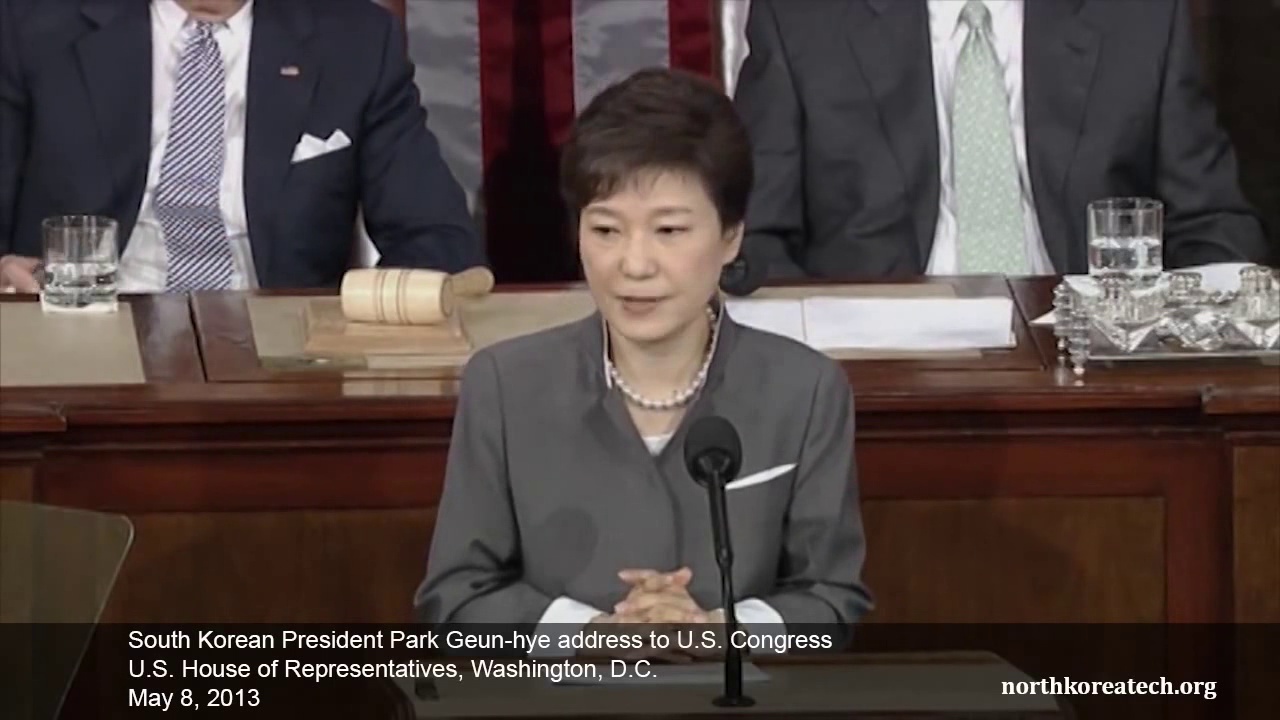 South Korean President Park Geun-hye address to U.S. Congress
U.S. House of Representatives, Washington, D.C.
May 8, 2013
northkoreatech.org